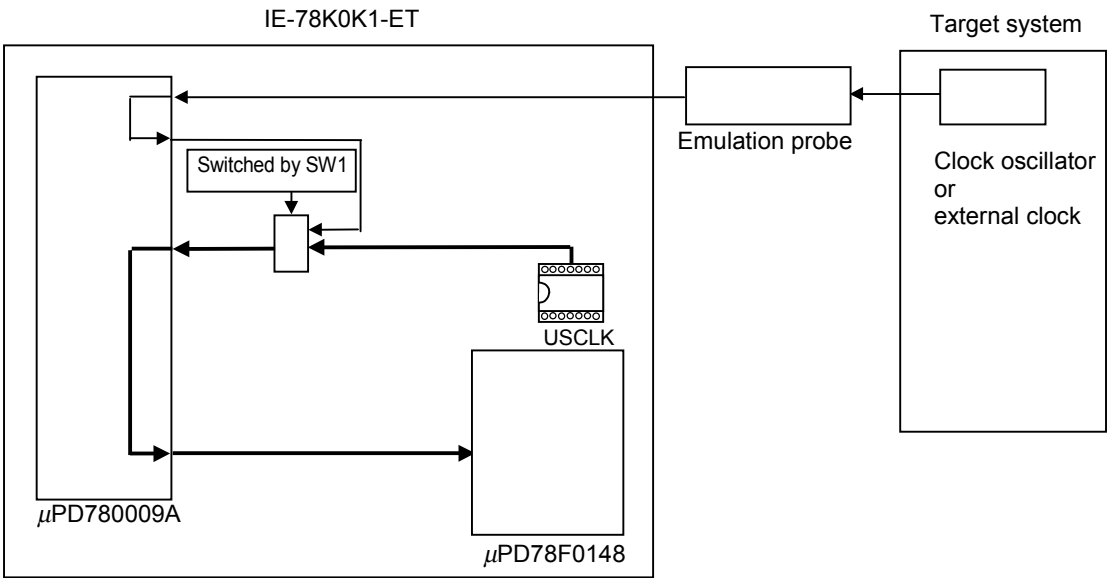 IE-78K0K1-ET
Target system
Emulation probe
Clock oscillator
or
external clock
Switched by SW1
USCLK
μPD780009A
μPD78F0148